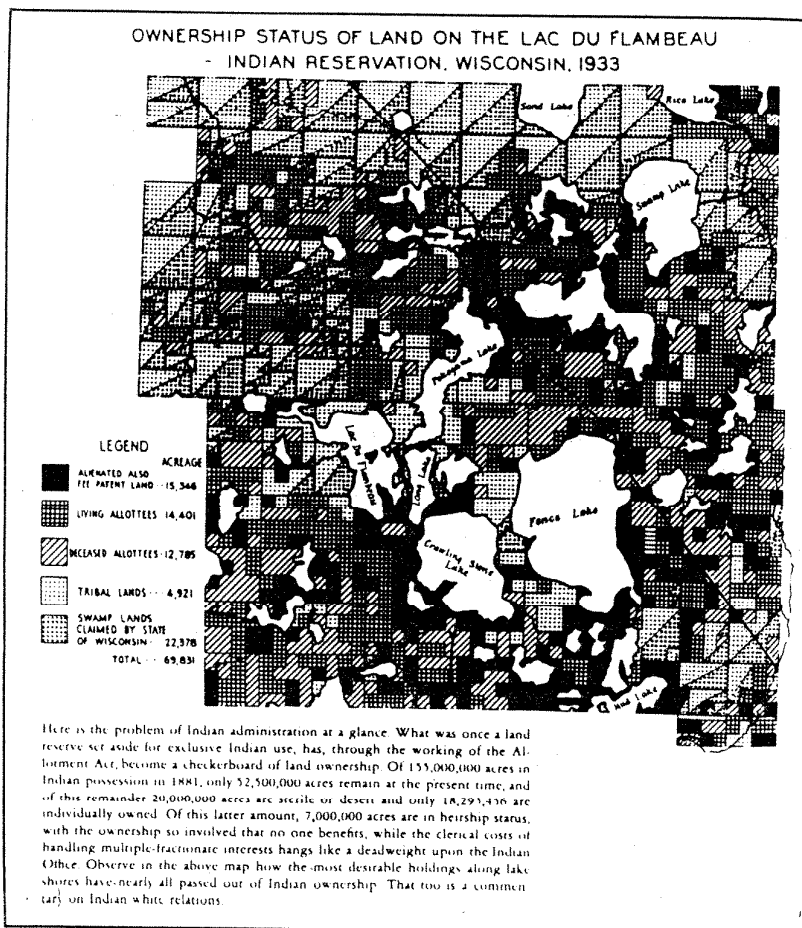 OWNERSHIP STATUS OF LAND ON THE LAC DU FLAMBEAU
- INDIAN RESERVATION, WISCONSIN, 1933
Sand Lake
Rice Lake
Swamp Lake
Pokegama Lake
Lac Du Flambeau
Long Lake
Fence Lake
Crawling Stone
Lake
Lake
LEGEND
ACREAGE
ALIENATED ALSO
FEE PATENT LAND ·· 15,346
LIVING ALLOTTEES 14,401
DECEASED ALLOTTEES · 12,785
TRIBAL LANDS ··· 4,921
SWAMP LANDS
CLAIMED BY STATE
OF WISCONSIN · 22,378
TOTAL ·· 69,831
Here is the problem of Indian administration at a glance. What was once a land
reserve set aside for exclusive Indian use, has, through the working of the Al-
lotment Act, become a checkerboard of land ownership. Of 155,000,000 acres in
Indian possession in 1881, only 52,500,000 acres remain at the present time, and
of this remainder 20,000,000 acres are sterile or desert and only 18,293,436 are
individually owned. Of this latter amount, 7,000,000 acres are in heirship status,
with the ownership so involved that no one benefits, while the clerical costs of
handling multiple-fractionate interests hangs like a deadweight upon the Indian
Office. Observe in the above map how the most desirable holdings along lake
shores have nearly all passed out of Indian ownership. That too is a commen-
tary on Indian white relations.